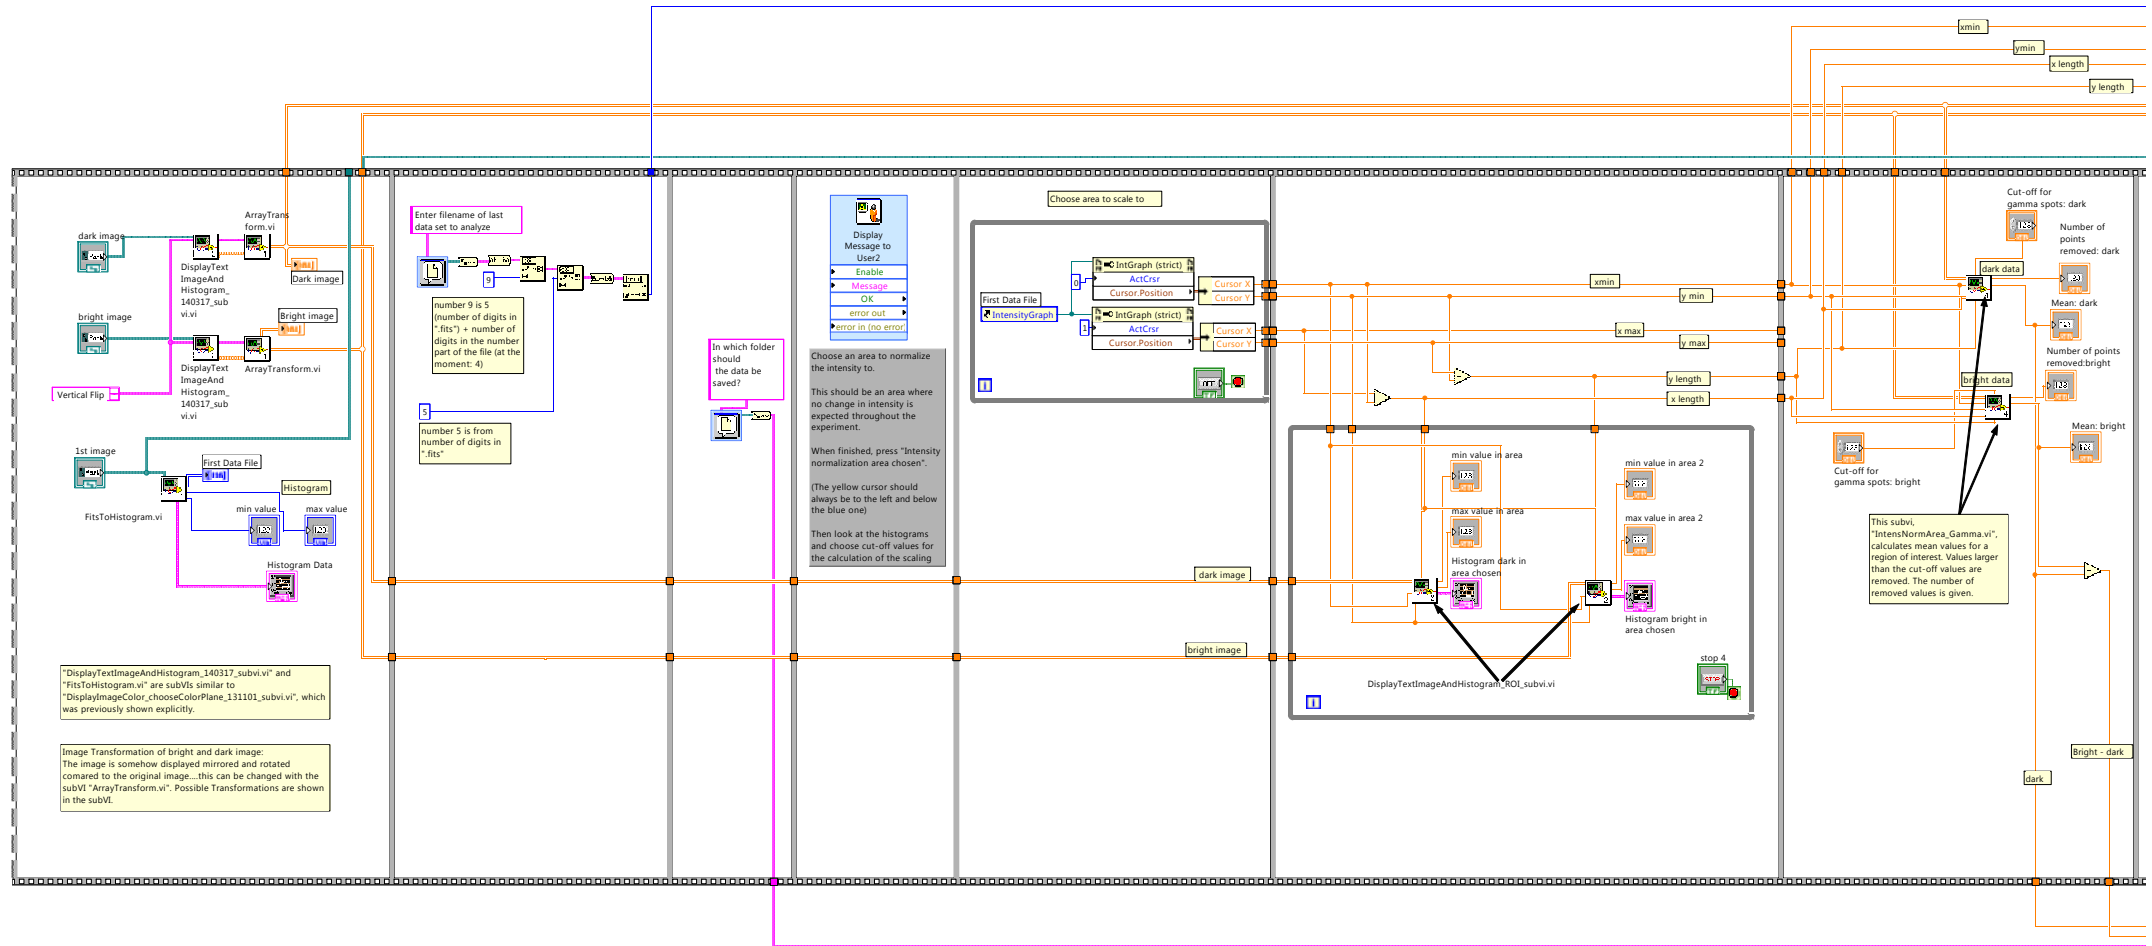 xmin
ymin
x length
y length
dark image
ArrayTrans
form.vi
DisplayText
ImageAnd
Histogram_
140317_sub
vi.vi
Dark image
bright image
Bright image
DisplayText
ImageAnd
Histogram_
140317_sub
vi.vi
ArrayTransform.vi
Vertical Flip
1st image
First Data File
Histogram
FitsToHistogram.vi
min value
max value
Histogram Data
"DisplayTextImageAndHistogram_140317_subvi.vi" and
"FitsToHistogram.vi" are subVIs similar to
"DisplayImageColor_chooseColorPlane_131101_subvi.vi", which
was previously shown explicitly.
Image Transformation of bright and dark image:
The image is somehow displayed mirrored and rotated
comared to the original image....this can be changed with the
subVI "ArrayTransform.vi". Possible Transformations are shown
in the subVI.
Enter filename of last
data set to analyze
9
number 9 is 5
(number of digits in
".fits") + number of
digits in the number
part of the file (at the
moment: 4)
5
number 5 is from
number of digits in
".fits"
In which folder
should
the data be
saved?
Display
Message to
User2
Enable
Message
OK
error out
error in (no error)
Choose an area to normalize
the intensity to.
This should be an area where
no change in intensity is
expected throughout the
experiment.
When finished, press "Intensity
normalization area chosen".
(The yellow cursor should
always be to the left and below
the blue one)
Then look at the histograms
and choose cut-off values for
the calculation of the scaling
Choose area to scale to
First Data File
IntensityGraph
0
IntGraph (strict)
ActCrsr
Cursor.Position
Cursor X
Cursor Y
1
IntGraph (strict)
ActCrsr
Cursor.Position
Cursor X
Cursor Y
i
dark image
bright image
xmin
y min
x max
y max
y length
x length
min value in area
max value in area
Histogram dark in
area chosen
min value in area 2
max value in area 2
Histogram bright in
area chosen
DisplayTextImageAndHistogram_ROI_subvi.vi
stop 4
STOP
i
Cut-off for
gamma spots: dark
Number of
points
removed: dark
dark data
Mean: dark
Number of points
removed:bright
bright data
Mean: bright
Cut-off for
gamma spots: bright
This subvi,
"IntensNormArea_Gamma.vi",
calculates mean values for a
region of interest. Values larger
than the cut-off values are
removed. The number of
removed values is given.
Bright - dark
dark